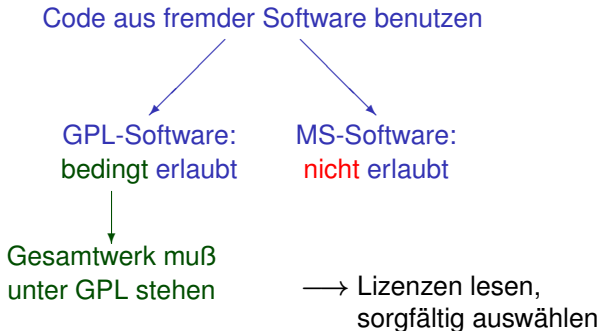 Code aus fremder Software benutzen
GPL-Software:
bedingt erlaubt
MS-Software:
nicht erlaubt
Gesamtwerk muß
unter GPL stehen
⟶ Lizenzen lesen,
sorgfältig auswählen